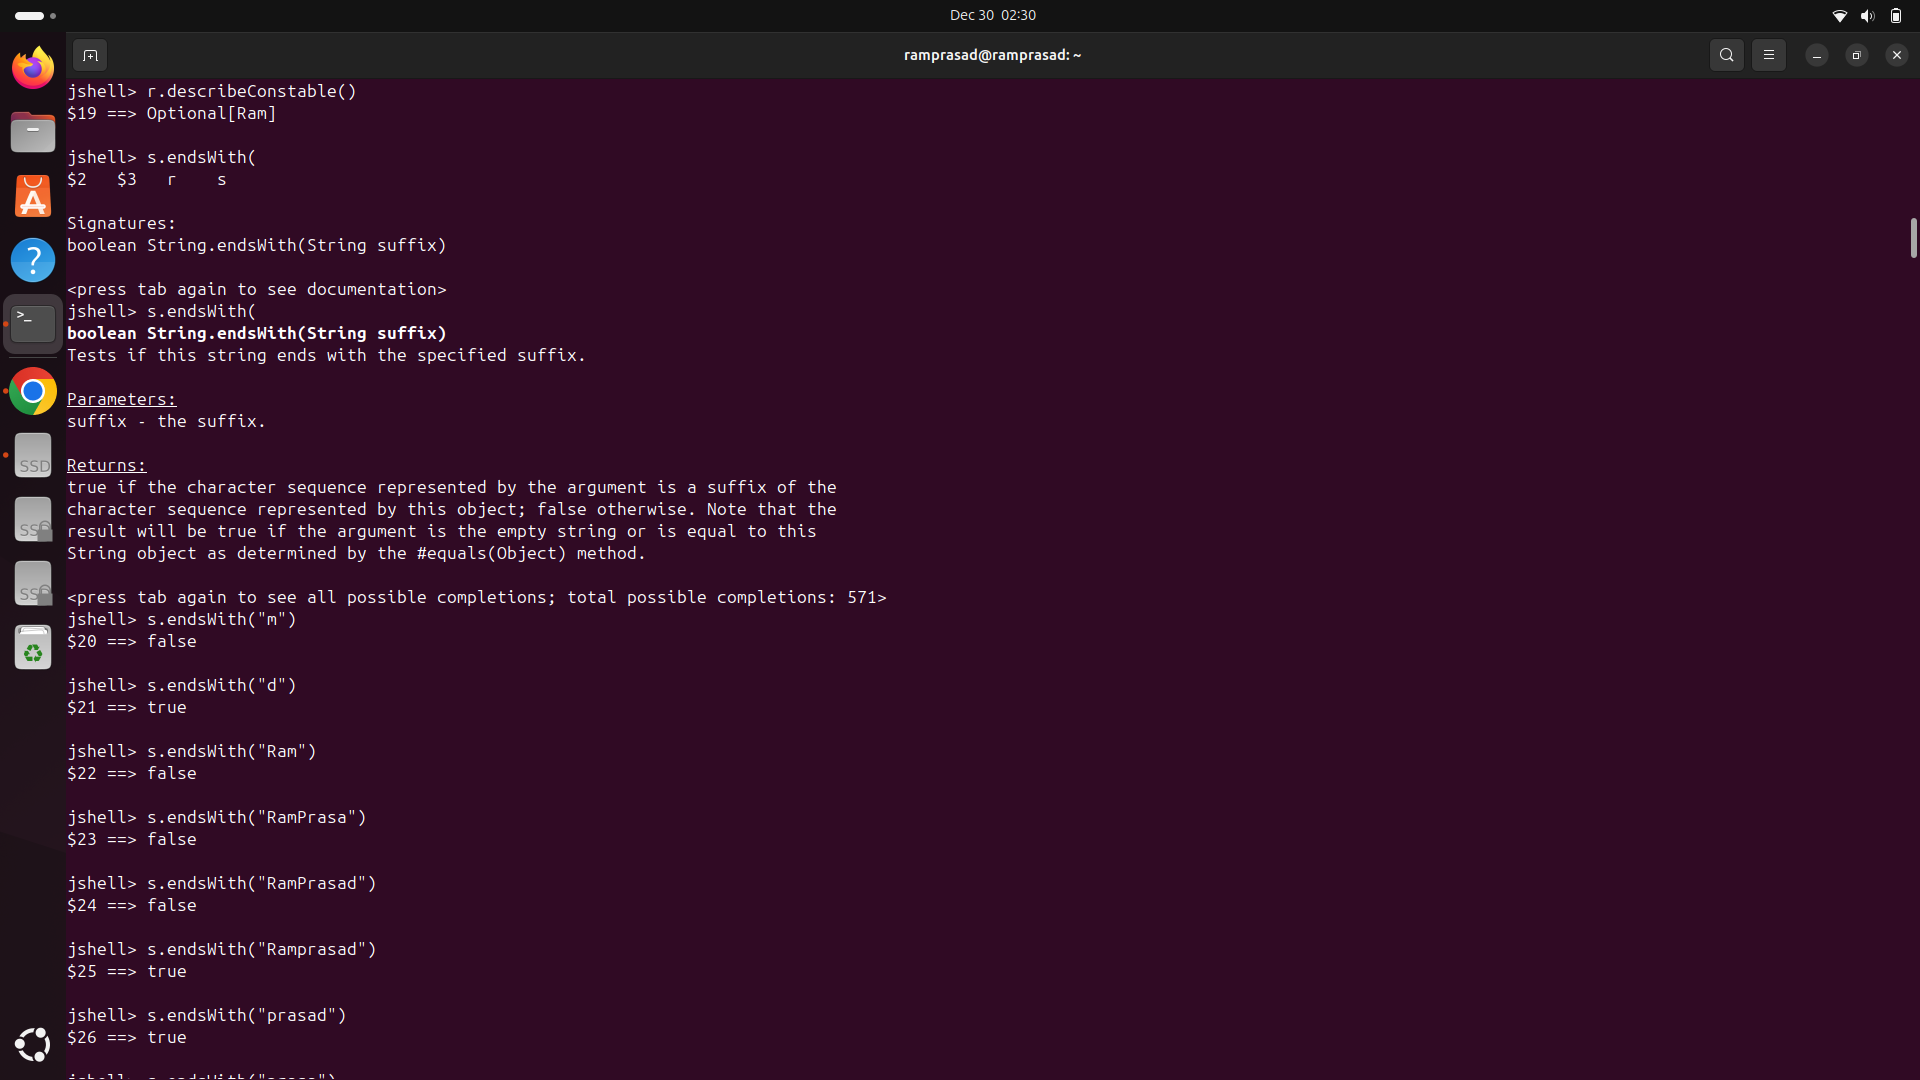 Dec 30 02:30
ramprasad@ramprasad: ~
jshell> r.describeConstable()
$19 ==> Optional[Ram]
jshell> s.endsWith(
$2 $3 r s
Signatures:
boolean String.endsWith(String suffix)
<press tab again to see documentation>
jshell> s.endsWith(
boolean String.endsWith(String suffix)
Tests if this string ends with the specified suffix.
Parameters:
suffix - the suffix.
Returns:
true if the character sequence represented by the argument is a suffix of the
character sequence represented by this object; false otherwise. Note that the
result will be true if the argument is the empty string or is equal to this
String object as determined by the #equals(Object) method.
<press tab again to see all possible completions; total possible completions: 571>
jshell> s.endsWith("m")
$20 ==> false
jshell> s.endsWith("d")
$21 ==> true
jshell> s.endsWith("Ram")
$22 ==> false
jshell> s.endsWith("RamPrasa")
$23 ==> false
jshell> s.endsWith("RamPrasad")
$24 ==> false
jshell> s.endsWith("Ramprasad")
$25 ==> true
jshell> s.endsWith("prasad")
$26 ==> true
SSD